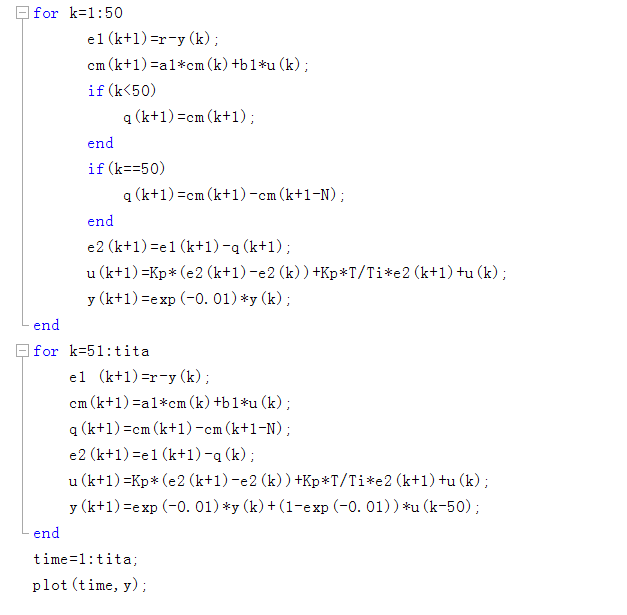 for k=1:50
e1(k+1)=r-y(k);
cm(k+1)=a1*cm(k)+b1*u(k);
if(k<50)
q(k+1)=cm(k+1);
end
if(k==50)
q(k+1)=cm(k+1)-cm(k+1-N);
end
e2(k+1)=e1(k+1)-q(k+1);
u(k+1)=Kp*(e2(k+1)-e2(k))+Kp*T/Ti*e2(k+1)+u(k);
y(k+1)=exp(-0.01)*y(k);
end
for k=51:tita
e1 (k+1)=r-y(k);
cm(k+1)=a1*cm(k)+b1*u(k);
q(k+1)=cm(k+1)-cm(k+1-N);
e2(k+1)=e1(k+1)-q(k);
u(k+1)=Kp*(e2(k+1)-e2(k))+Kp*T/Ti*e2(k+1)+u(k);
y(k+1)=exp(-0.01)*y(k)+(1-exp(-0.01))*u(k-50);
end
time=1:tita;
plot(time,y);